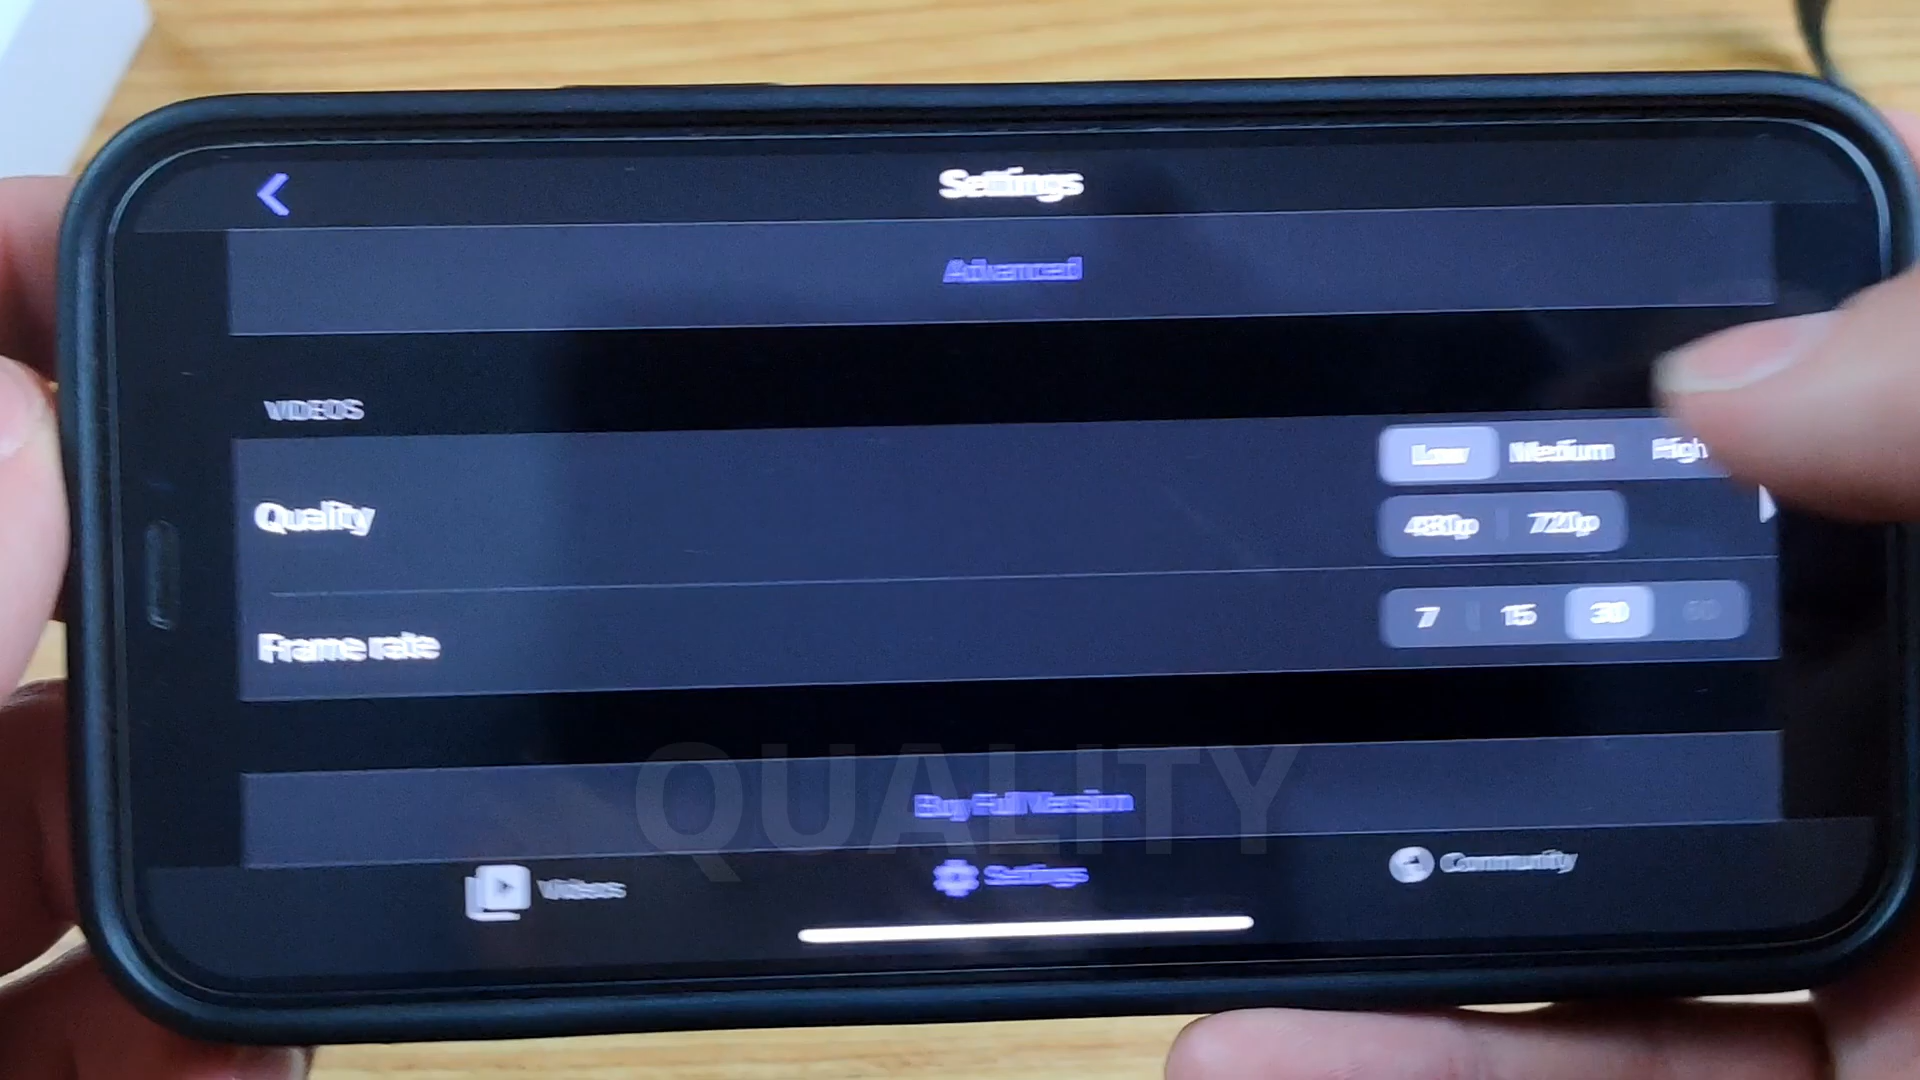 Settings
Advanced
VIDEOS
Low Medium High
Quality
480p 720p
7 15 30 60
Frame rate
QUALITY
Buy Full Version
Videos Settings Community